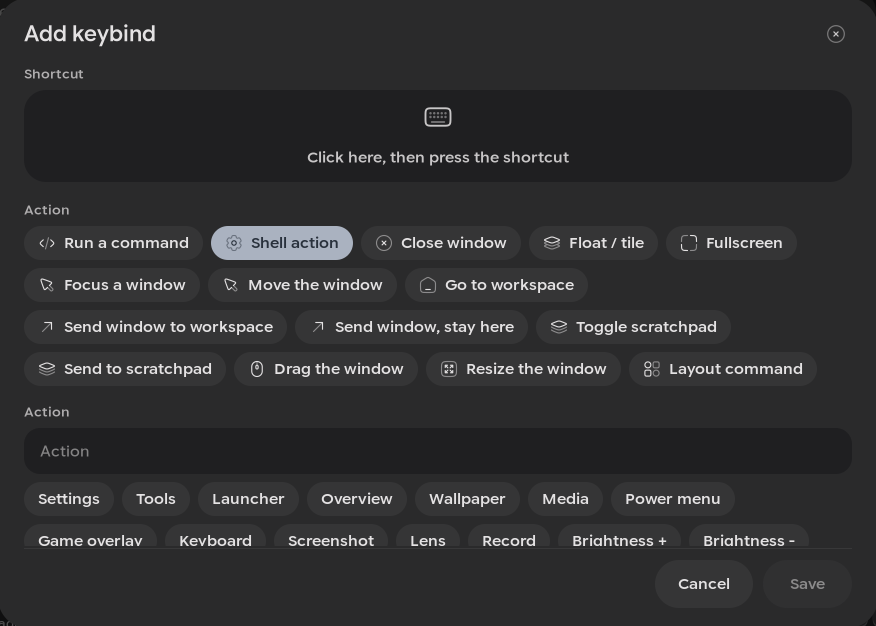 Add keybind
Shortcut
Click here, then press the shortcut
Action
Run a command Shell action Close window Float / tile Fullscreen
Focus a window Move the window Go to workspace
Send window to workspace Send window, stay here Toggle scratchpad
Send to scratchpad Drag the window Resize the window Layout command
Action
Action
Settings Tools Launcher Overview Wallpaper Media Power menu
Game overlay Keyboard Screenshot Lens Record Brightness + Brightness -
Cancel Save